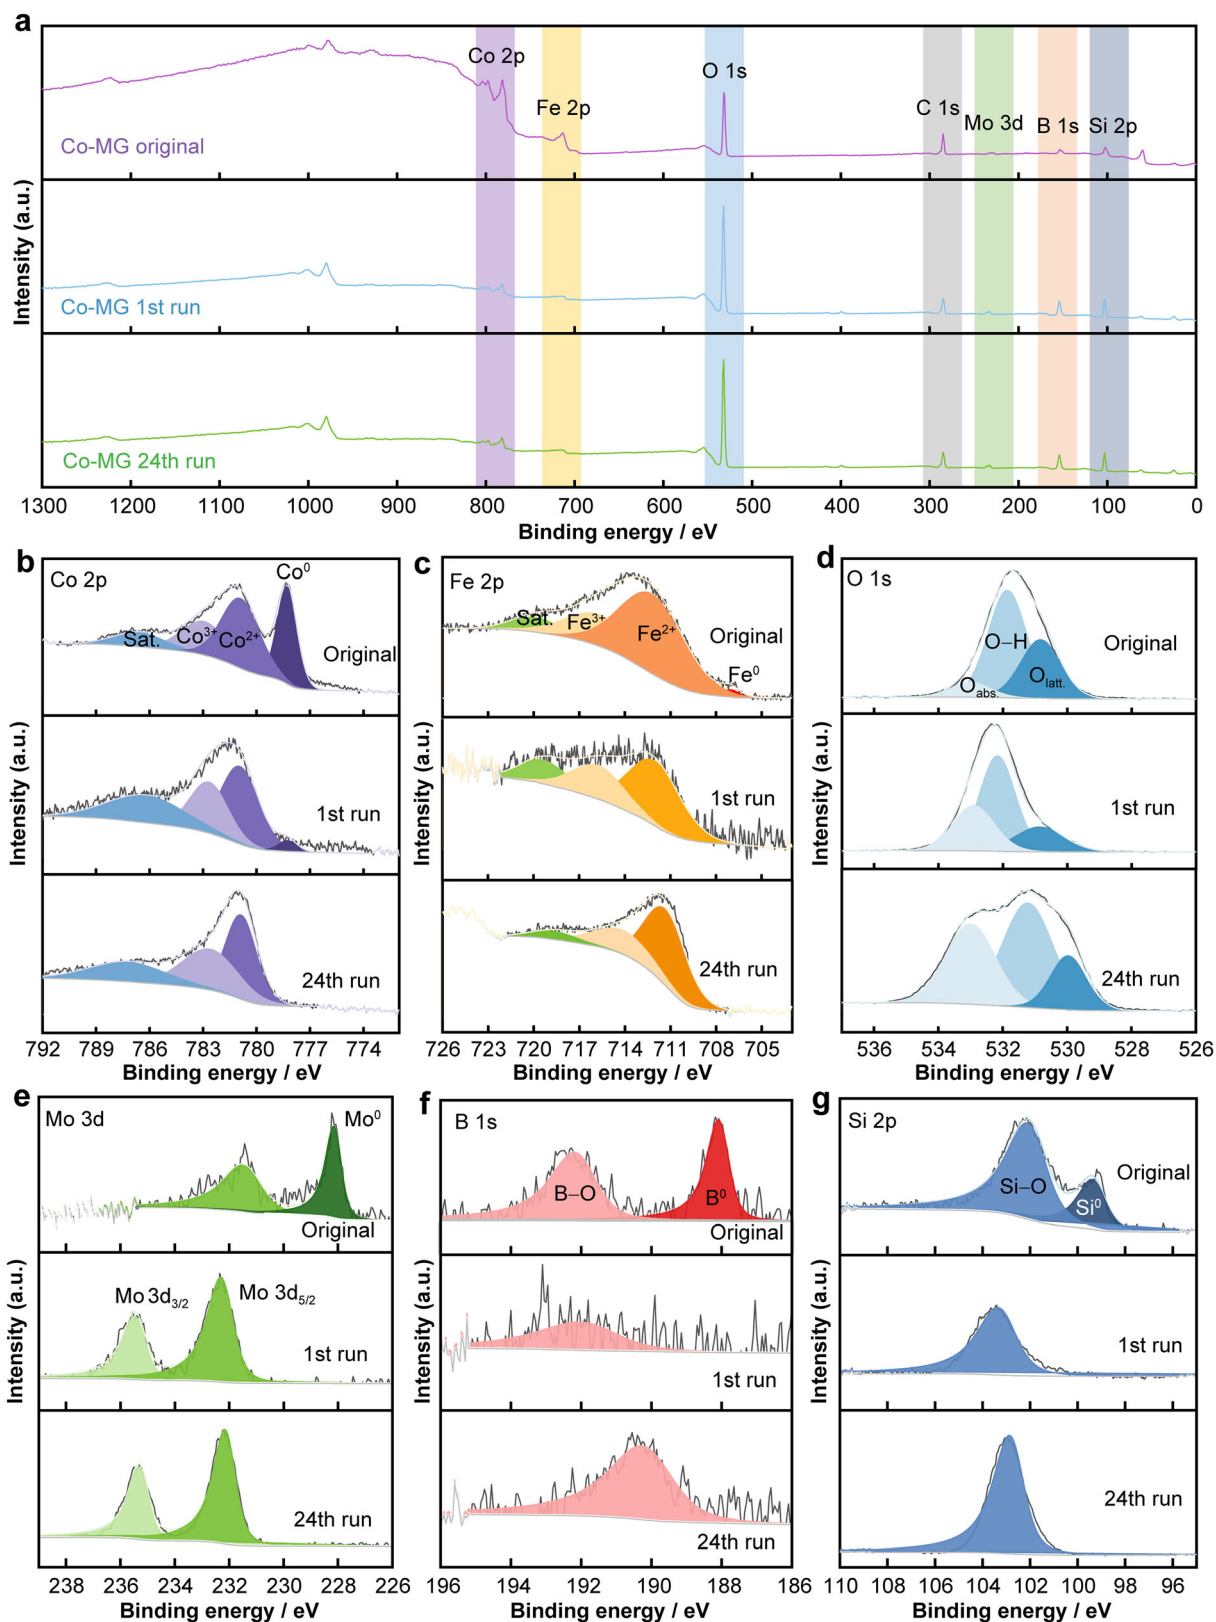 a
Co 2p
Fe 2p
O 1s
C 1s
Mo 3d
B 1s
Si 2p
Co-MG original
Co-MG 1st run
Co-MG 24th run
Intensity (a.u.)
1300 1200 1100 1000 900 800 700 600 500 400 300 200 100 0
Binding energy / eV
b
Co 2p
Co0
Sat.
Co3+
Co2+
Original
1st run
24th run
Intensity (a.u.)
792 789 786 783 780 777 774
Binding energy / eV
c
Fe 2p
Sat.
Fe3+
Fe2+
Fe0
Original
1st run
24th run
Intensity (a.u.)
726 723 720 717 714 711 708 705
Binding energy / eV
d
O 1s
Original
O–H
Oabs.
Olatt.
1st run
24th run
Intensity (a.u.)
536 534 532 530 528 526
Binding energy / eV
e
Mo 3d
Mo0
Original
Mo 3d3/2
Mo 3d5/2
1st run
24th run
Intensity (a.u.)
238 236 234 232 230 228 226
Binding energy / eV
f
B 1s
B–O
B0
Original
1st run
24th run
Intensity (a.u.)
196 194 192 190 188 186
Binding energy / eV
g
Si 2p
Original
Si–O
Si0
1st run
24th run
Intensity (a.u.)
110 108 106 104 102 100 98 96
Binding energy / eV